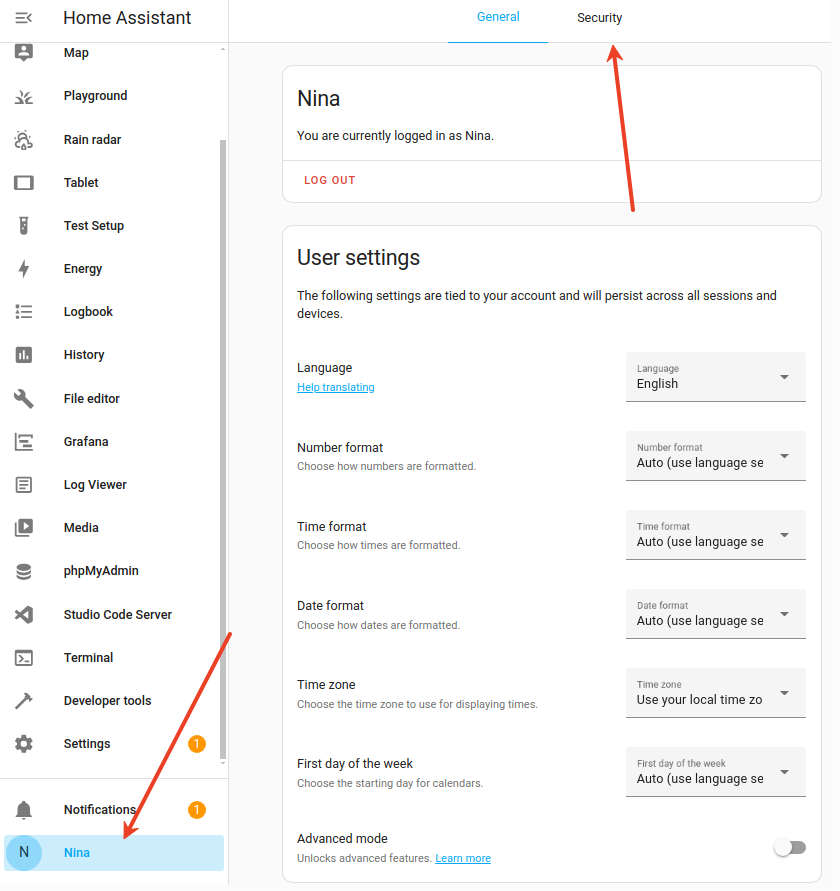 Home Assistant
Map
Playground
Rain radar
Tablet
Test Setup
Energy
Logbook
History
File editor
Grafana
Log Viewer
Media
phpMyAdmin
Studio Code Server
Terminal
Developer tools
Settings 1
Notifications 1
N Nina
General Security
Nina
You are currently logged in as Nina.
LOG OUT
User settings
The following settings are tied to your account and will persist across all sessions and
devices.
Language
Help translating
Language
English
Number format
Choose how numbers are formatted.
Number format
Auto (use language se
Time format
Choose how times are formatted.
Time format
Auto (use language se
Date format
Choose how dates are formatted.
Date format
Auto (use language se
Time zone
Choose the time zone to use for displaying times.
Time zone
Use your local time zo
First day of the week
Choose the starting day for calendars.
First day of the week
Auto (use language se
Advanced mode
Unlocks advanced features. Learn more